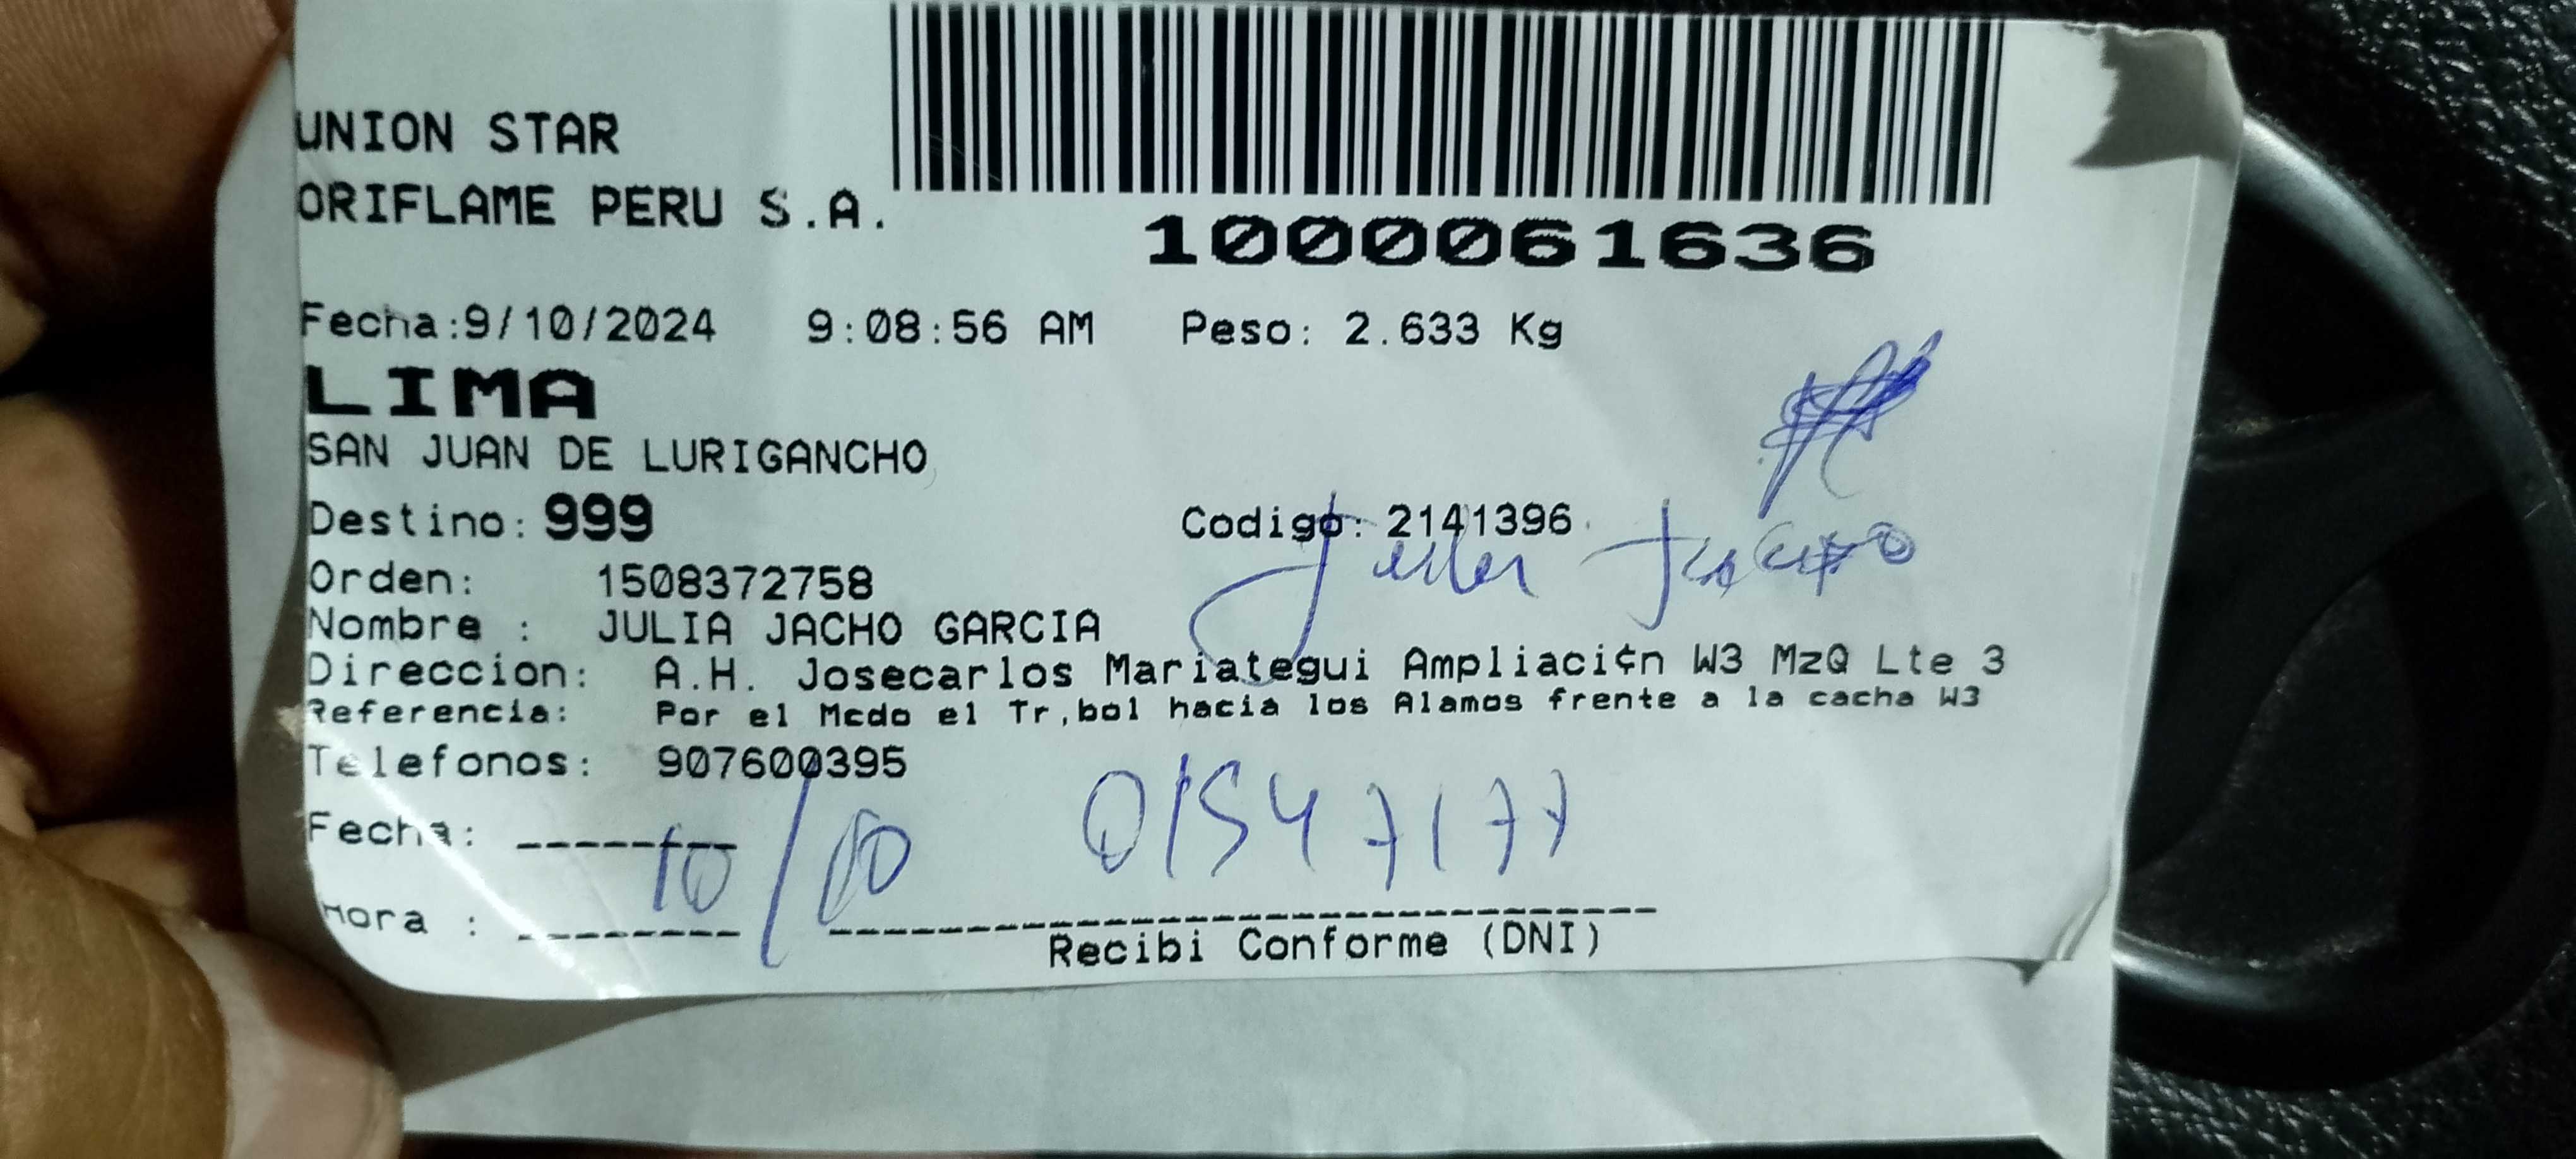 UNION STAR
ORIFLAME PERU S.A.
1000061636
Fecha:9/10/2024 9:08:56 AM Peso: 2.633 Kg
LIMA
SAN JUAN DE LURIGANCHO
Destino: 999 Codigo: 2141396
Orden: 1508372758
Nombre : JULIA JACHO GARCIA
Direccion: A.H. Josecarlos Mariategui Ampliaci¢n W3 MzQ Lte 3
Referencia: Por el Mcdo el Tr,bol hacia los Alamos frente a la cacha W3
Telefonos: 907600395
Fecha: 10/10 01547177
Hora :
Recibi Conforme (DNI)